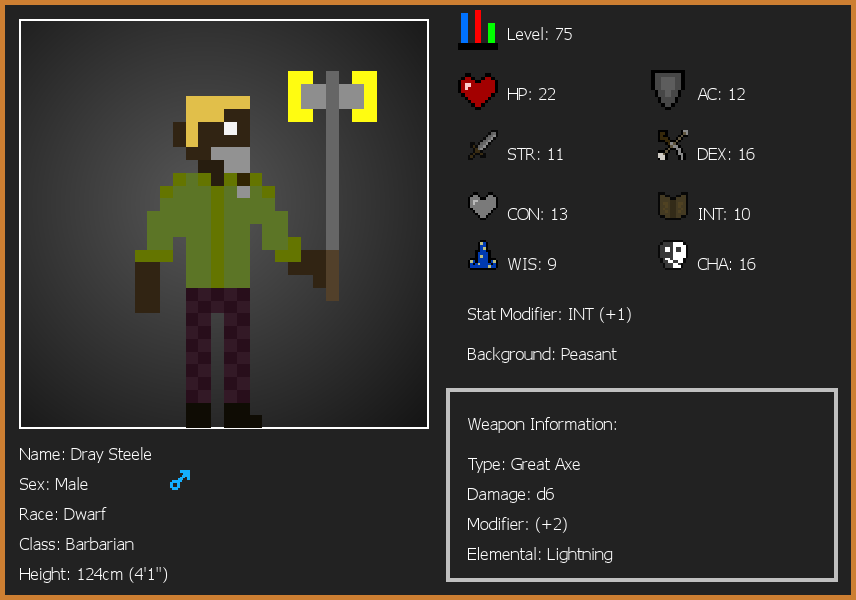 Level: 75
HP: 22
AC: 12
STR: 11
DEX: 16
CON: 13
INT: 10
WIS: 9
CHA: 16
Stat Modifier: INT (+1)
Background: Peasant
Weapon Information:
Type: Great Axe
Damage: d6
Modifier: (+2)
Elemental: Lightning
Name: Dray Steele
Sex: Male
Race: Dwarf
Class: Barbarian
Height: 124cm (4'1")